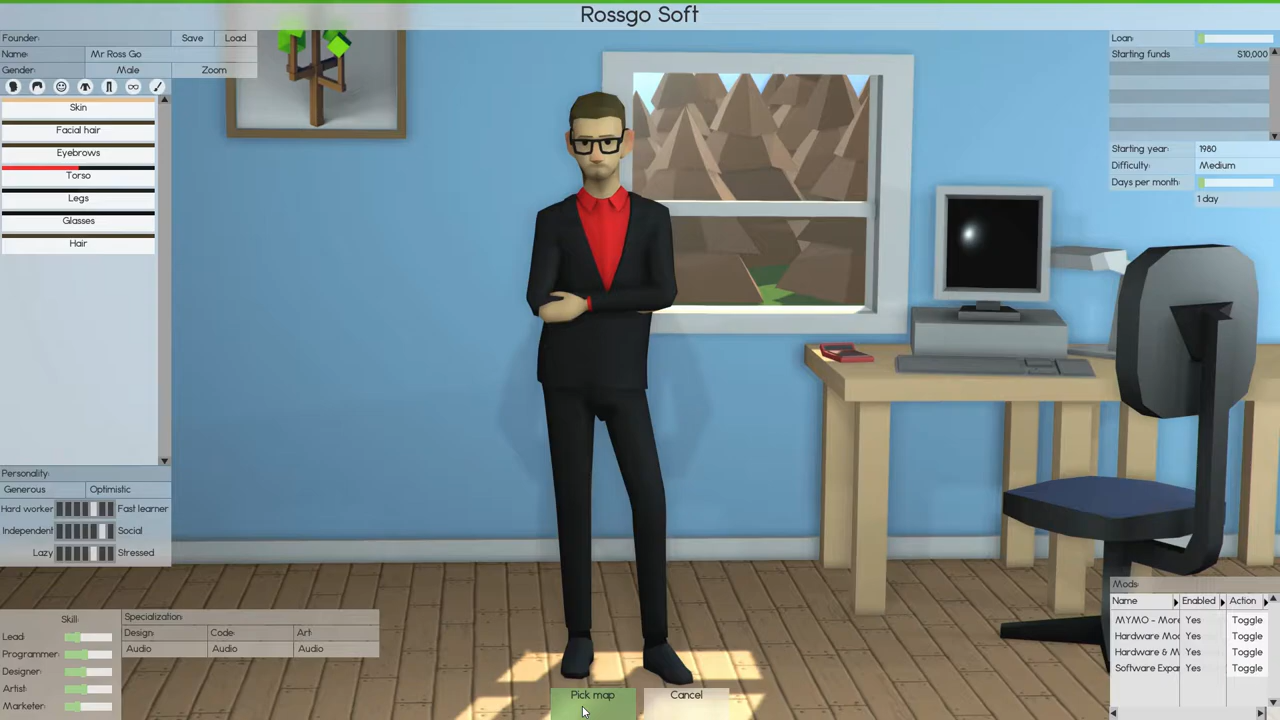 Rossgo Soft
Founder:
Save
Load
Name:
Mr Ross Go
Gender:
Male
Zoom
Skin
Facial hair
Eyebrows
Torso
Legs
Glasses
Hair
Personality:
Generous
Optimistic
Hard worker
Fast learner
Independent
Social
Lazy
Stressed
Skill:
Lead:
Programmer:
Designer:
Artist:
Marketer:
Specialization:
Design:
Code:
Art:
Audio
Audio
Audio
Pick map
Cancel
Loan:
Starting funds
$10,000
Starting year:
1980
Difficulty:
Medium
Days per month:
1 day
Mods:
Name
Enabled
Action
MYMO - More
Yes
Toggle
Hardware Mo
Yes
Toggle
Hardware & M
Yes
Toggle
Software Expa
Yes
Toggle